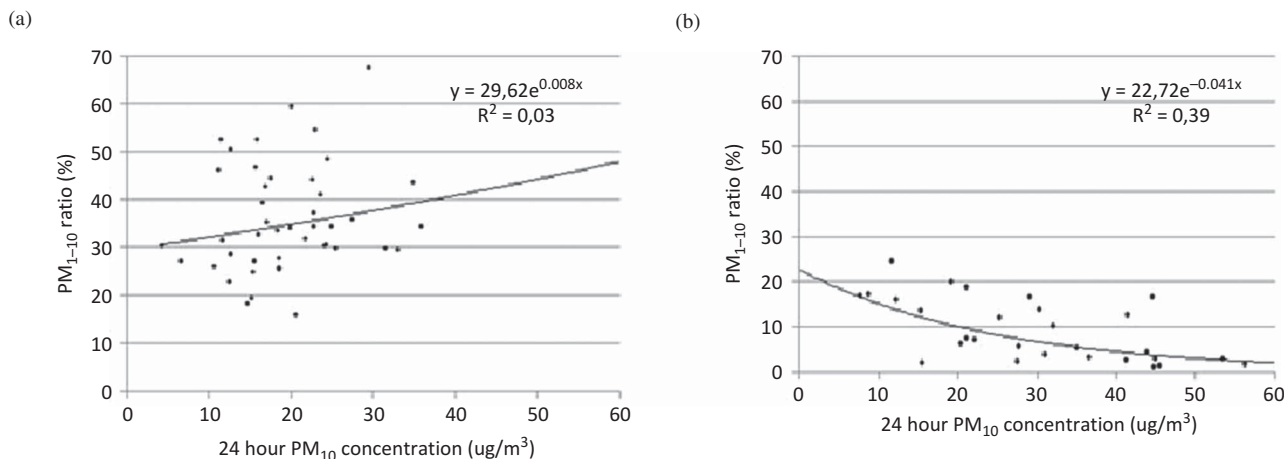 (a)
70
60
50
40
30
20
10
0
PM₁₋₁₀ ratio (%)
y = 29,62e^0.008x
R² = 0,03
0 10 20 30 40 50 60
24 hour PM₁₀ concentration (ug/m³)
(b)
70
60
50
40
30
20
10
0
PM₁₋₁₀ ratio (%)
y = 22,72e^–0.041x
R² = 0,39
0 10 20 30 40 50 60
24 hour PM₁₀ concentration (ug/m³)